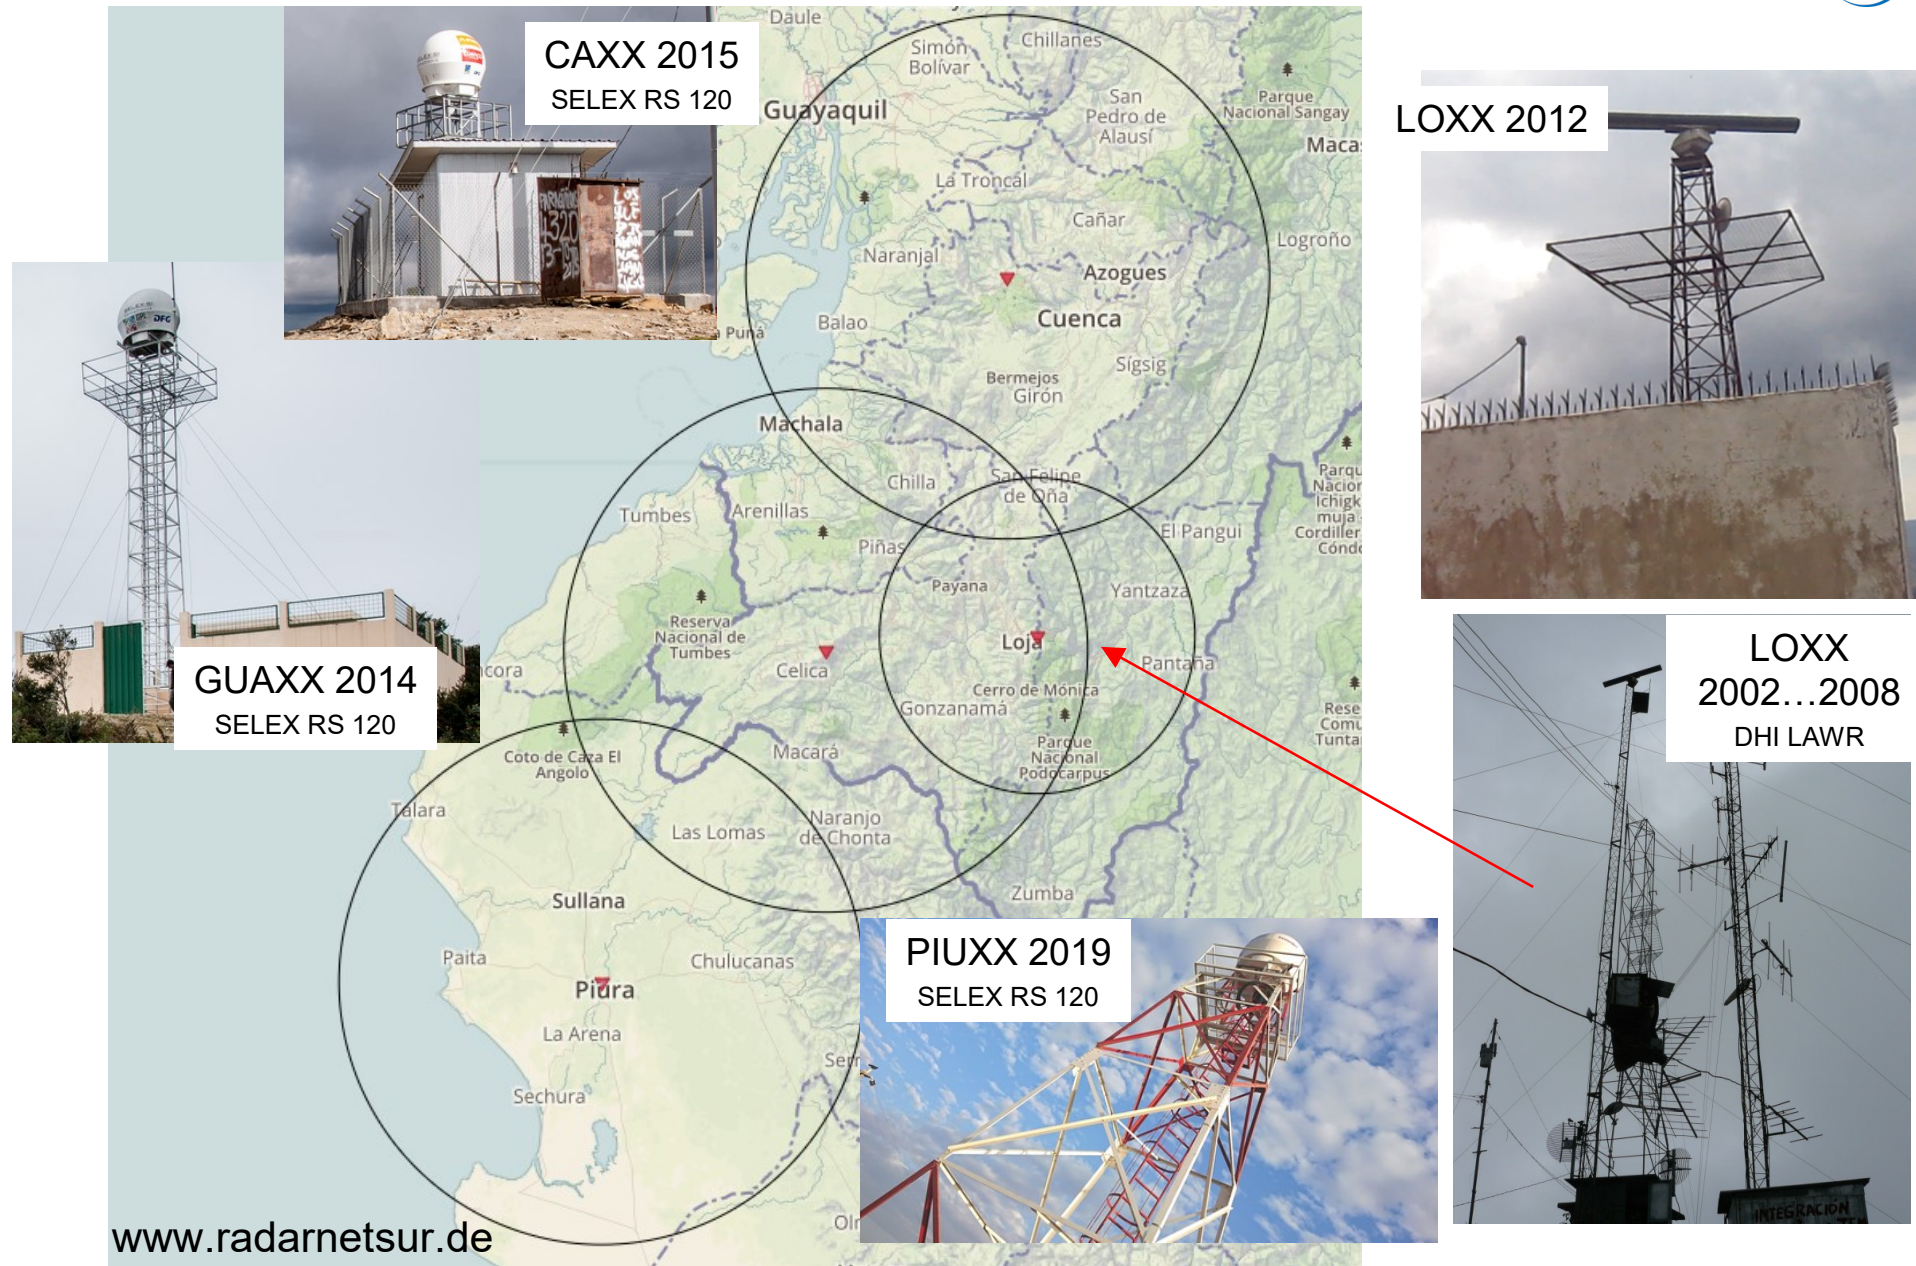 CAXX 2015
SELEX RS 120
LOXX 2012
GUAXX 2014
SELEX RS 120
LOXX
2002...2008
DHI LAWR
PIUXX 2019
SELEX RS 120
www.radarnetsur.de
Daule
Simón
Bolívar
Chillanes
Guayaquil
San
Pedro de
Alausí
Parque
Nacional Sangay
Macas
La Troncal
Cañar
Logroño
Naranjal
Azogues
Cuenca
Balao
Puná
Sígsig
Bermejos
Girón
Machala
Chilla
San Felipe
de Oña
Tumbes
Arenillas
El Pangui
Piñas
Payana
Yantzaza
Reserva
Nacional de
Tumbes
Loja
Celica
Pantaña
Cerro de Mónica
Gonzanamá
Parque
Nacional
Podocarpus
Macará
Coto de Caza El
Angolo
Talara
Las Lomas
Naranjo
de Chonta
Zumba
Sullana
Paita
Chulucanas
Piura
La Arena
Sechura
DFG
INTEGRACIÓN